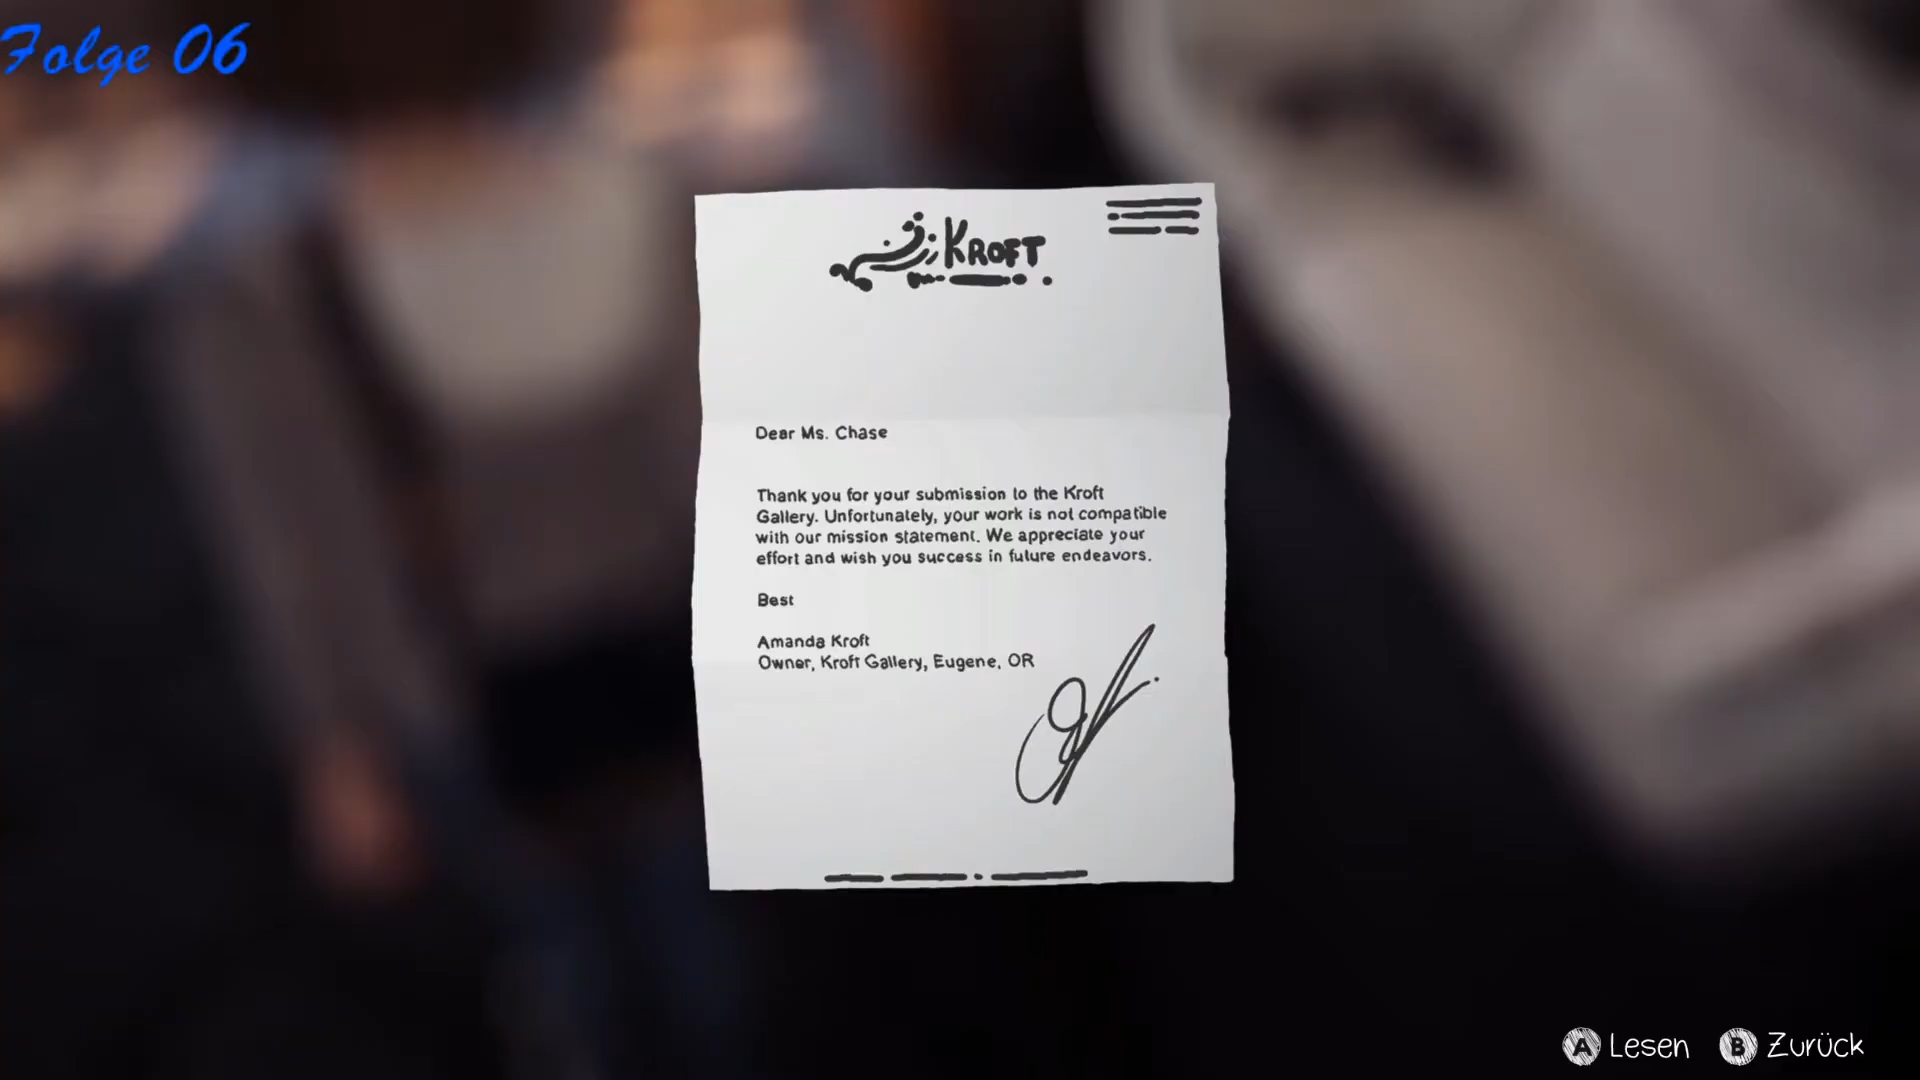 Folge 06
KROFT
Dear Ms. Chase
Thank you for your submission to the Kroft
Gallery. Unfortunately, your work is not compatible
with our mission statement. We appreciate your
effort and wish you success in future endeavors.
Best
Amanda Kroft
Owner, Kroft Gallery, Eugene, OR
A Lesen B Zurück